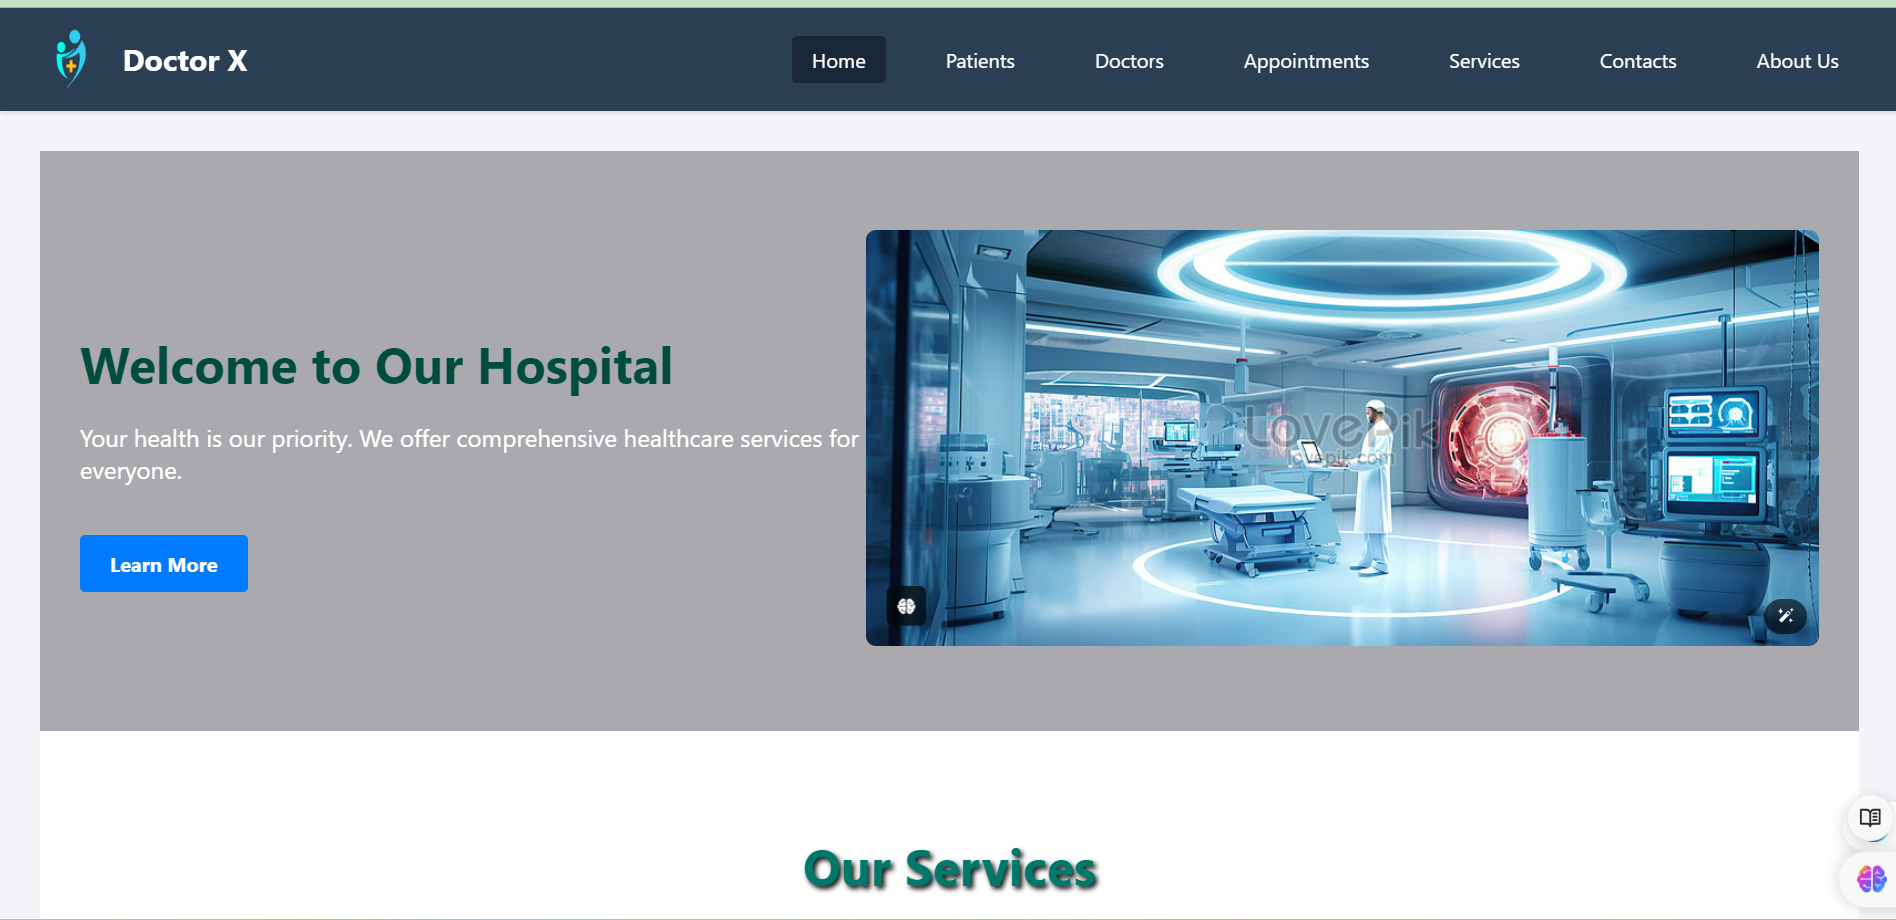 Doctor X
Home
Patients
Doctors
Appointments
Services
Contacts
About Us
Welcome to Our Hospital
Your health is our priority. We offer comprehensive healthcare services for
everyone.
Learn More
LovePik
lovepik.com
Our Services